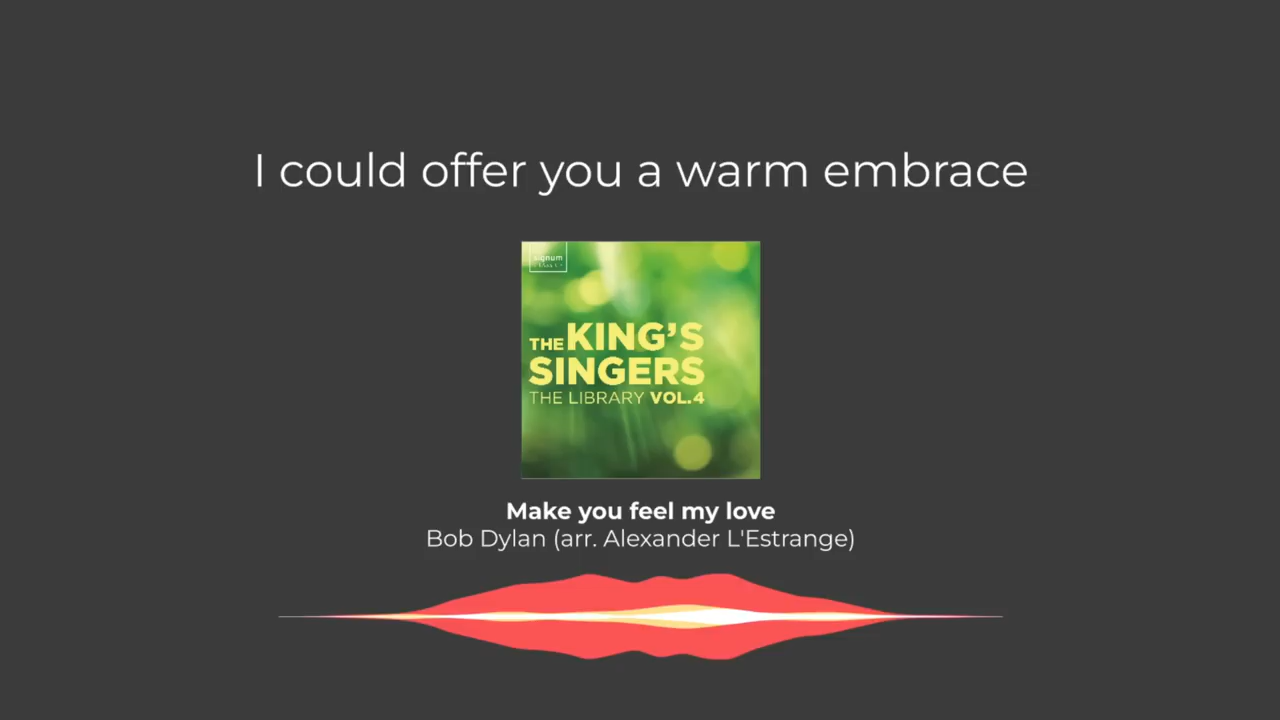 I could offer you a warm embrace
signum
THE KING'S
SINGERS
THE LIBRARY VOL.4
Make you feel my love
Bob Dylan (arr. Alexander L'Estrange)